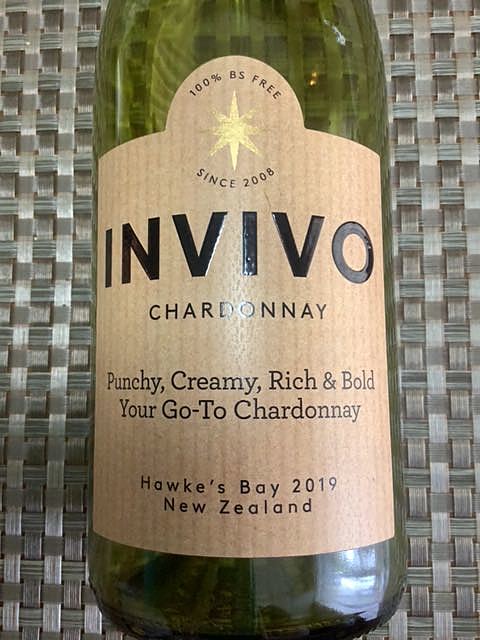 100% BS FREE
SINCE 2008
INVIVO
CHARDONNAY
Punchy, Creamy, Rich & Bold
Your Go-To Chardonnay
Hawke's Bay 2019
New Zealand